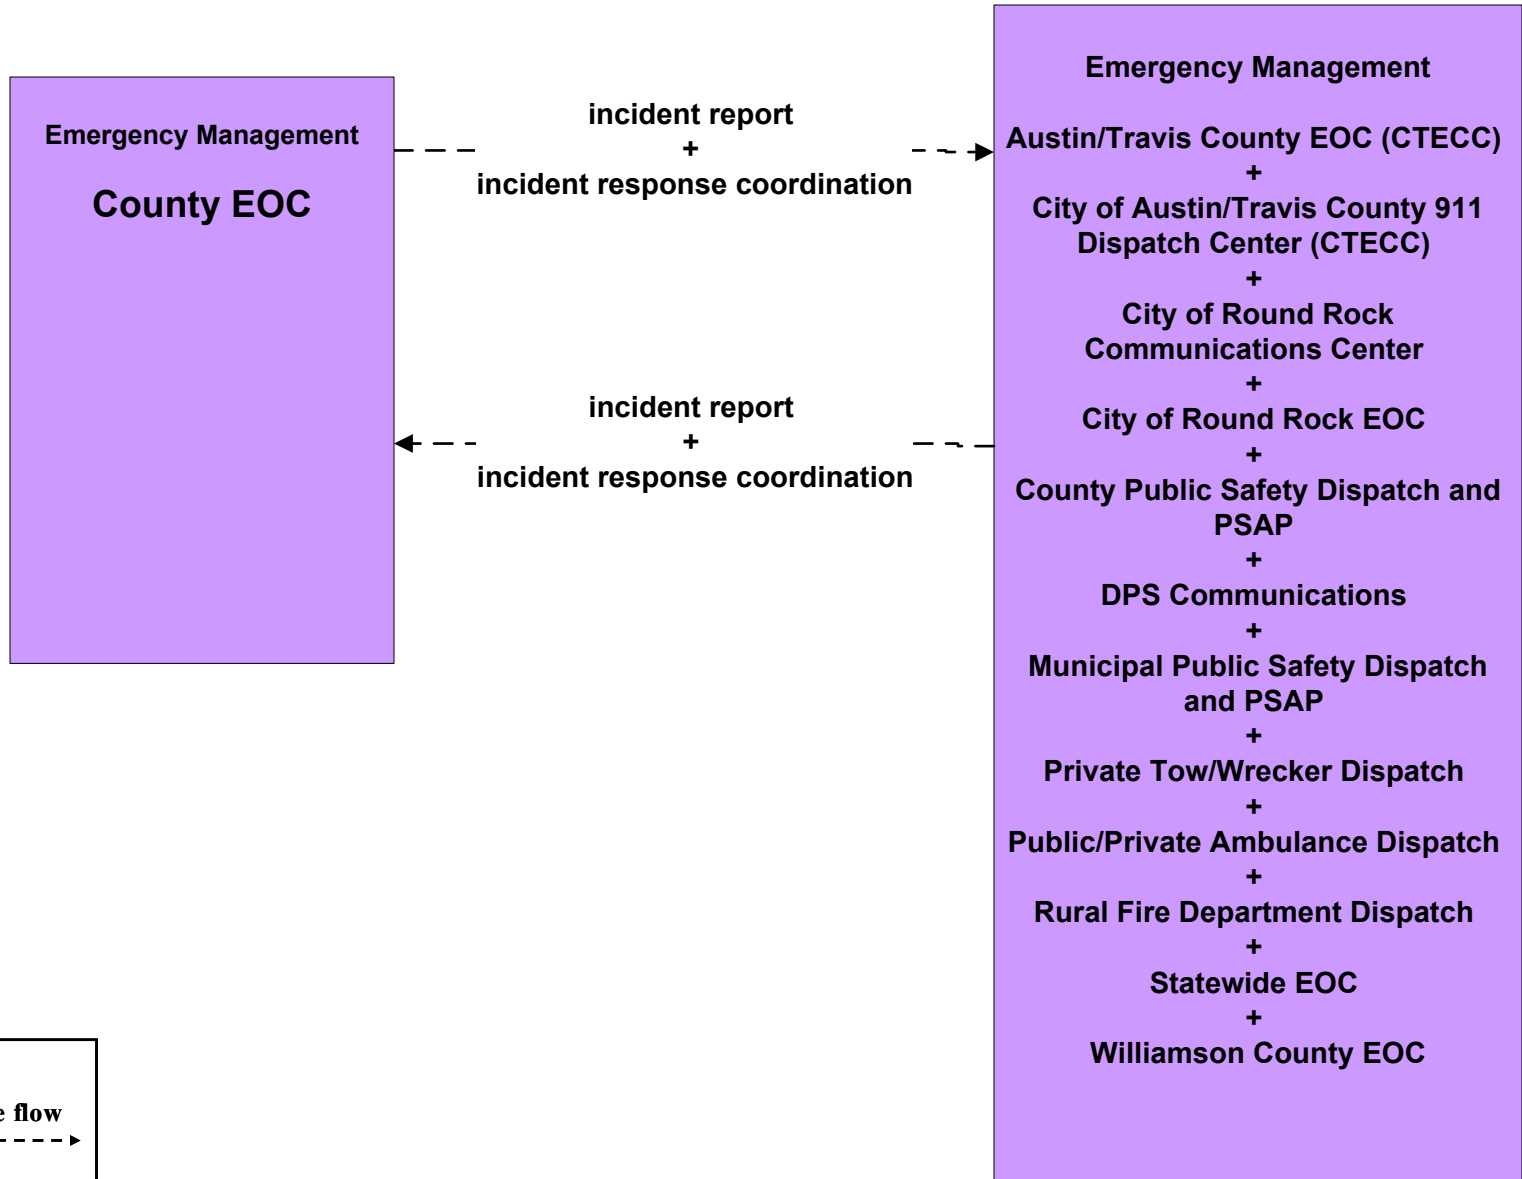 Emergency Management
County EOC
incident report
+
incident response coordination
incident report
+
incident response coordination
Emergency Management
Austin/Travis County EOC (CTECC)
+
City of Austin/Travis County 911
Dispatch Center (CTECC)
+
City of Round Rock
Communications Center
+
City of Round Rock EOC
+
County Public Safety Dispatch and
PSAP
+
DPS Communications
+
Municipal Public Safety Dispatch
and PSAP
+
Private Tow/Wrecker Dispatch
+
Public/Private Ambulance Dispatch
+
Rural Fire Department Dispatch
+
Statewide EOC
+
Williamson County EOC
flow